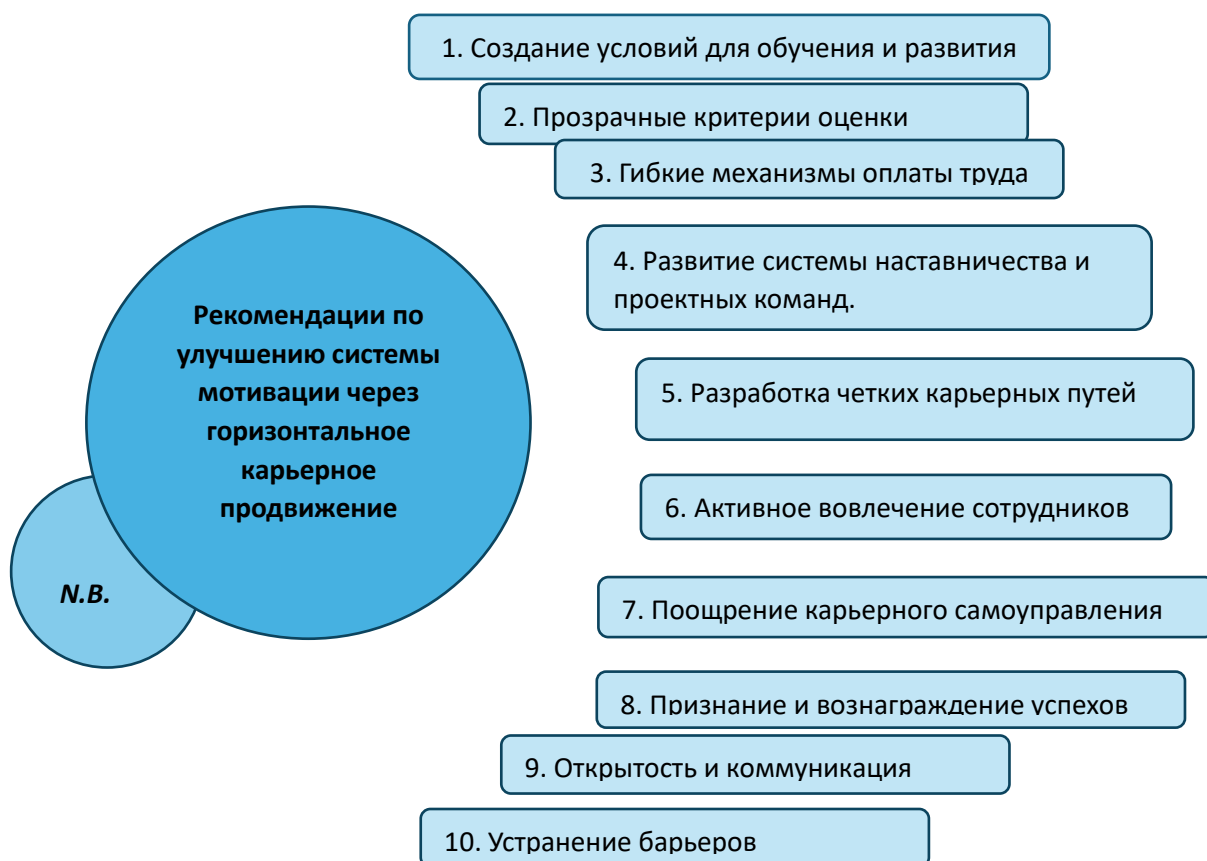 1. Создание условий для обучения и развития
2. Прозрачные критерии оценки
3. Гибкие механизмы оплаты труда
4. Развитие системы наставничества и
проектных команд.
Рекомендации по
улучшению системы
мотивации через
горизонтальное
карьерное
продвижение
5. Разработка четких карьерных путей
6. Активное вовлечение сотрудников
N.B.
7. Поощрение карьерного самоуправления
8. Признание и вознаграждение успехов
9. Открытость и коммуникация
10. Устранение барьеров